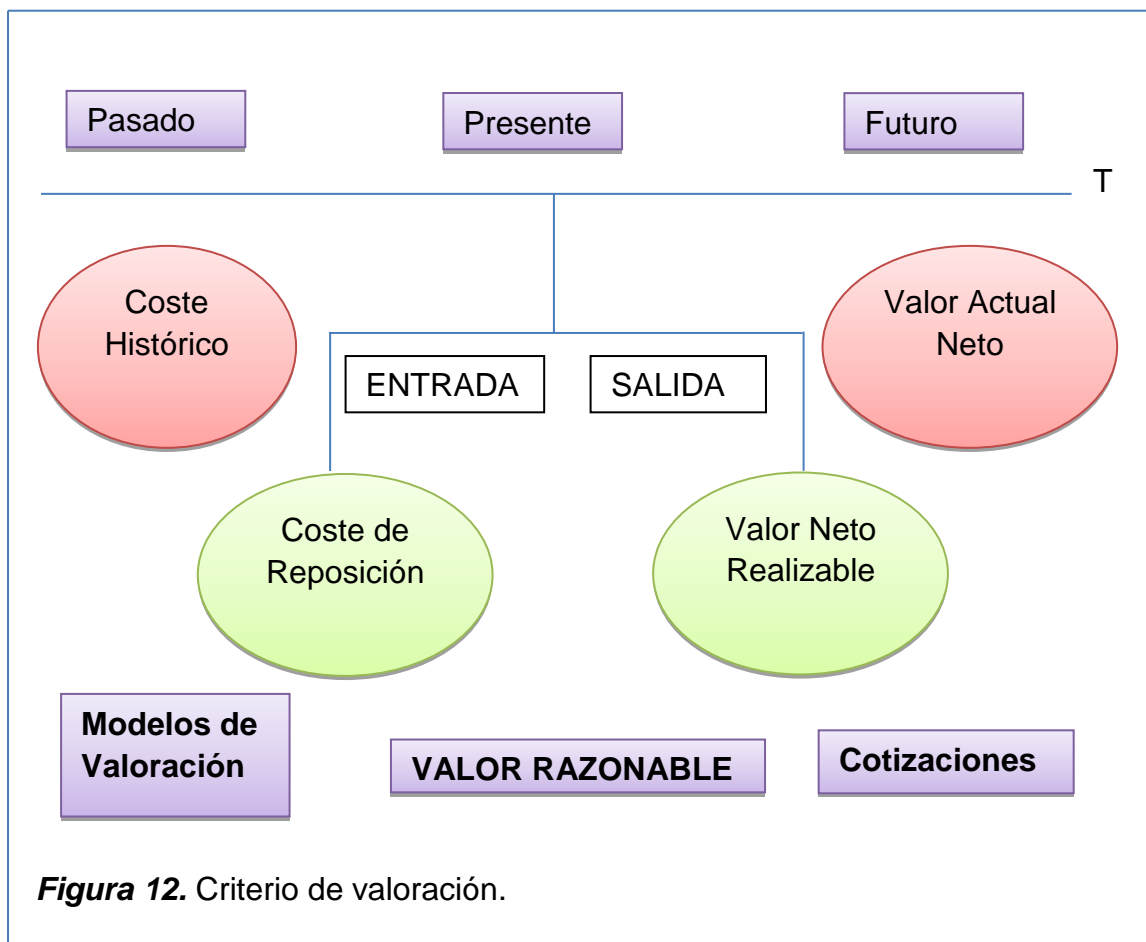 Pasado
Presente
Futuro
T
Coste
Histórico
Valor Actual
Neto
ENTRADA
SALIDA
Coste de
Reposición
Valor Neto
Realizable
Modelos de
Valoración
VALOR RAZONABLE
Cotizaciones
Figura 12. Criterio de valoración.